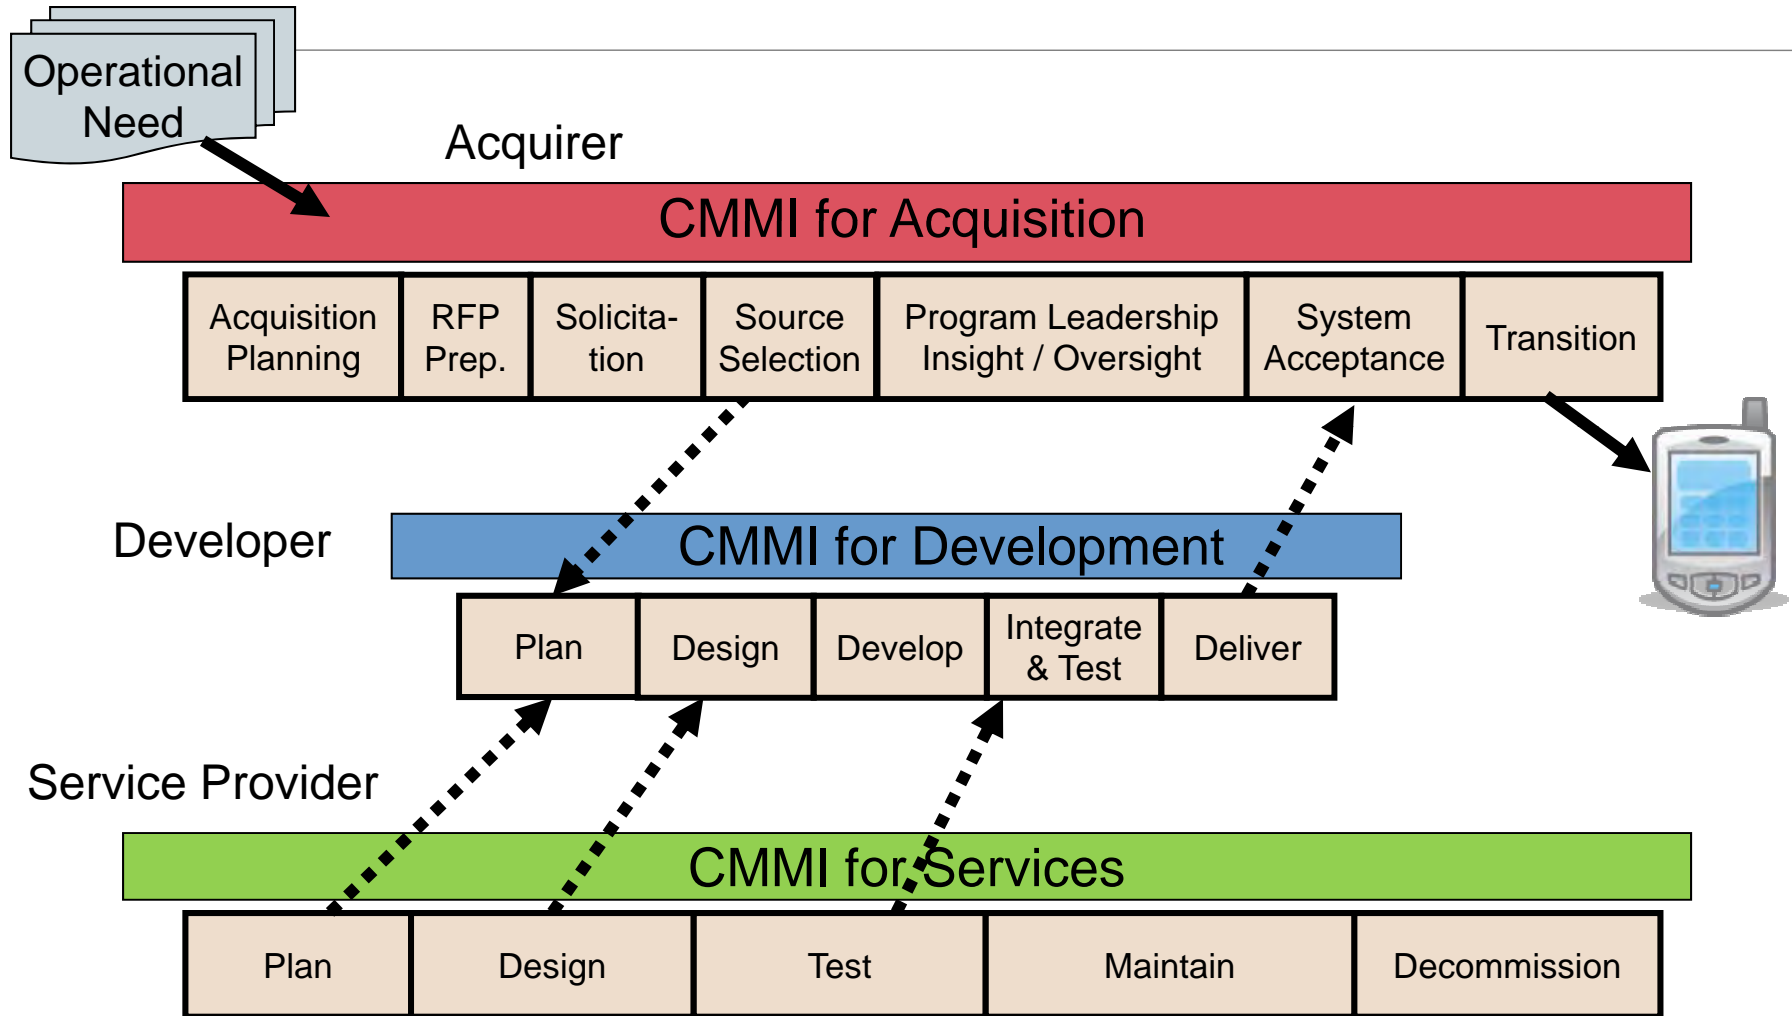 Operational
Need
Acquirer
CMMI for Acquisition
Acquisition
Planning
RFP
Prep.
Solicita-
tion
Source
Selection
Program Leadership
Insight / Oversight
System
Acceptance
Transition
Developer
CMMI for Development
Plan
Design
Develop
Integrate
& Test
Deliver
Service Provider
CMMI for Services
Plan
Design
Test
Maintain
Decommission